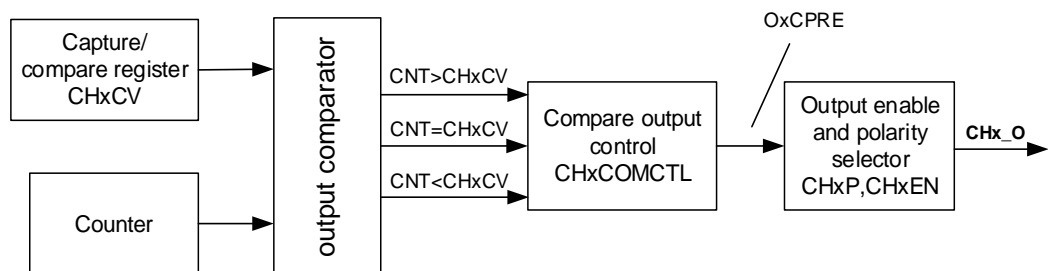 OxCPRE
Capture/
compare register
CHxCV
Counter
output comparator
CNT>CHxCV
CNT=CHxCV
CNT<CHxCV
Compare output
control
CHxCOMCTL
Output enable
and polarity
selector
CHxP,CHxEN
CHx_O